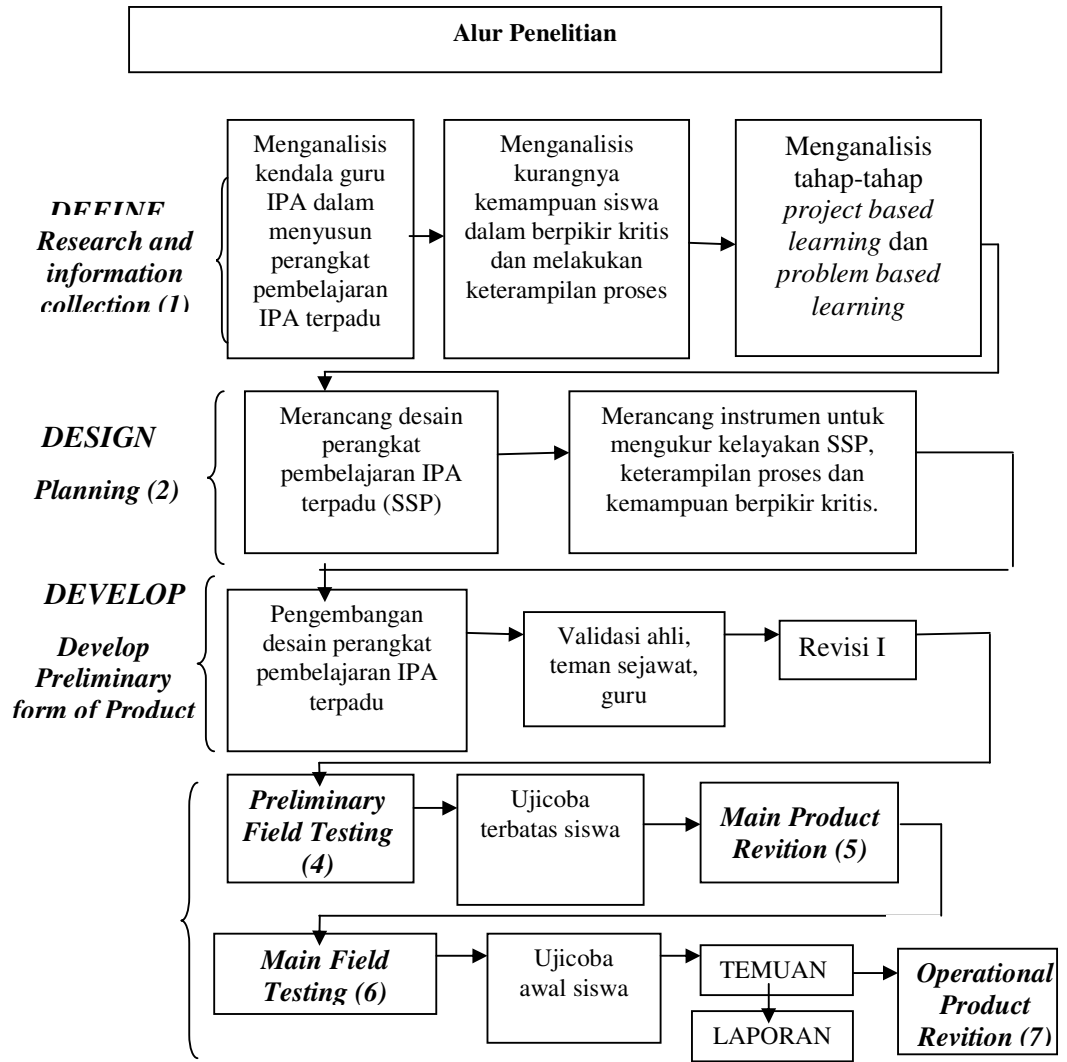 Alur Penelitian
DEFINE
Research and
information
collection (1)
Menganalisis
kendala guru
IPA dalam
menyusun
perangkat
pembelajaran
IPA terpadu
Menganalisis
kurangnya
kemampuan siswa
dalam berpikir kritis
dan melakukan
keterampilan proses
Menganalisis
tahap-tahap
project based
learning dan
problem based
learning
DESIGN
Planning (2)
Merancang desain
perangkat
pembelajaran IPA
terpadu (SSP)
Merancang instrumen untuk
mengukur kelayakan SSP,
keterampilan proses dan
kemampuan berpikir kritis.
DEVELOP
Develop
Preliminary
form of Product
Pengembangan
desain perangkat
pembelajaran IPA
terpadu
Validasi ahli,
teman sejawat,
guru
Revisi I
Preliminary
Field Testing
(4)
Ujicoba
terbatas siswa
Main Product
Revition (5)
Main Field
Testing (6)
Ujicoba
awal siswa
TEMUAN
LAPORAN
Operational
Product
Revition (7)